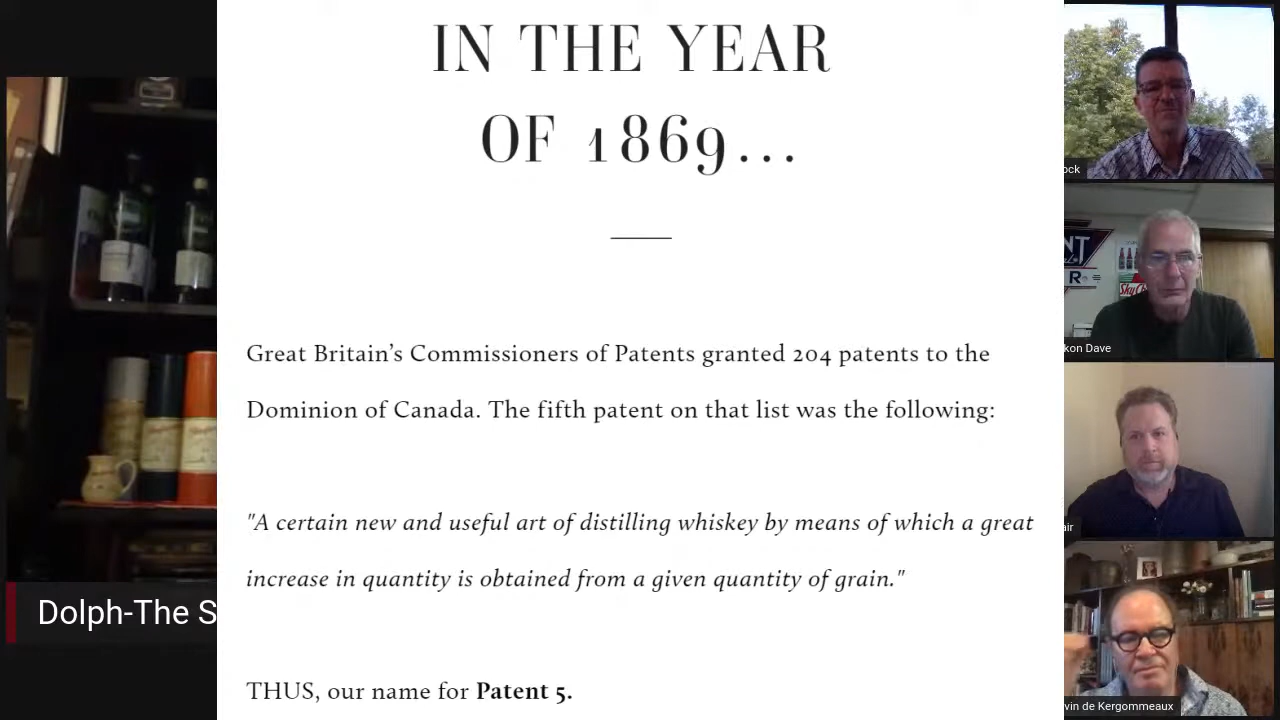 IN THE YEAR
OF 1869...
Great Britain's Commissioners of Patents granted 204 patents to the
Dominion of Canada. The fifth patent on that list was the following:
"A certain new and useful art of distilling whiskey by means of which a great
increase in quantity is obtained from a given quantity of grain."
THUS, our name for Patent 5.
Dolph-The S
ock
NT
R
Sky
kon Dave
air
vin de Kergommeaux